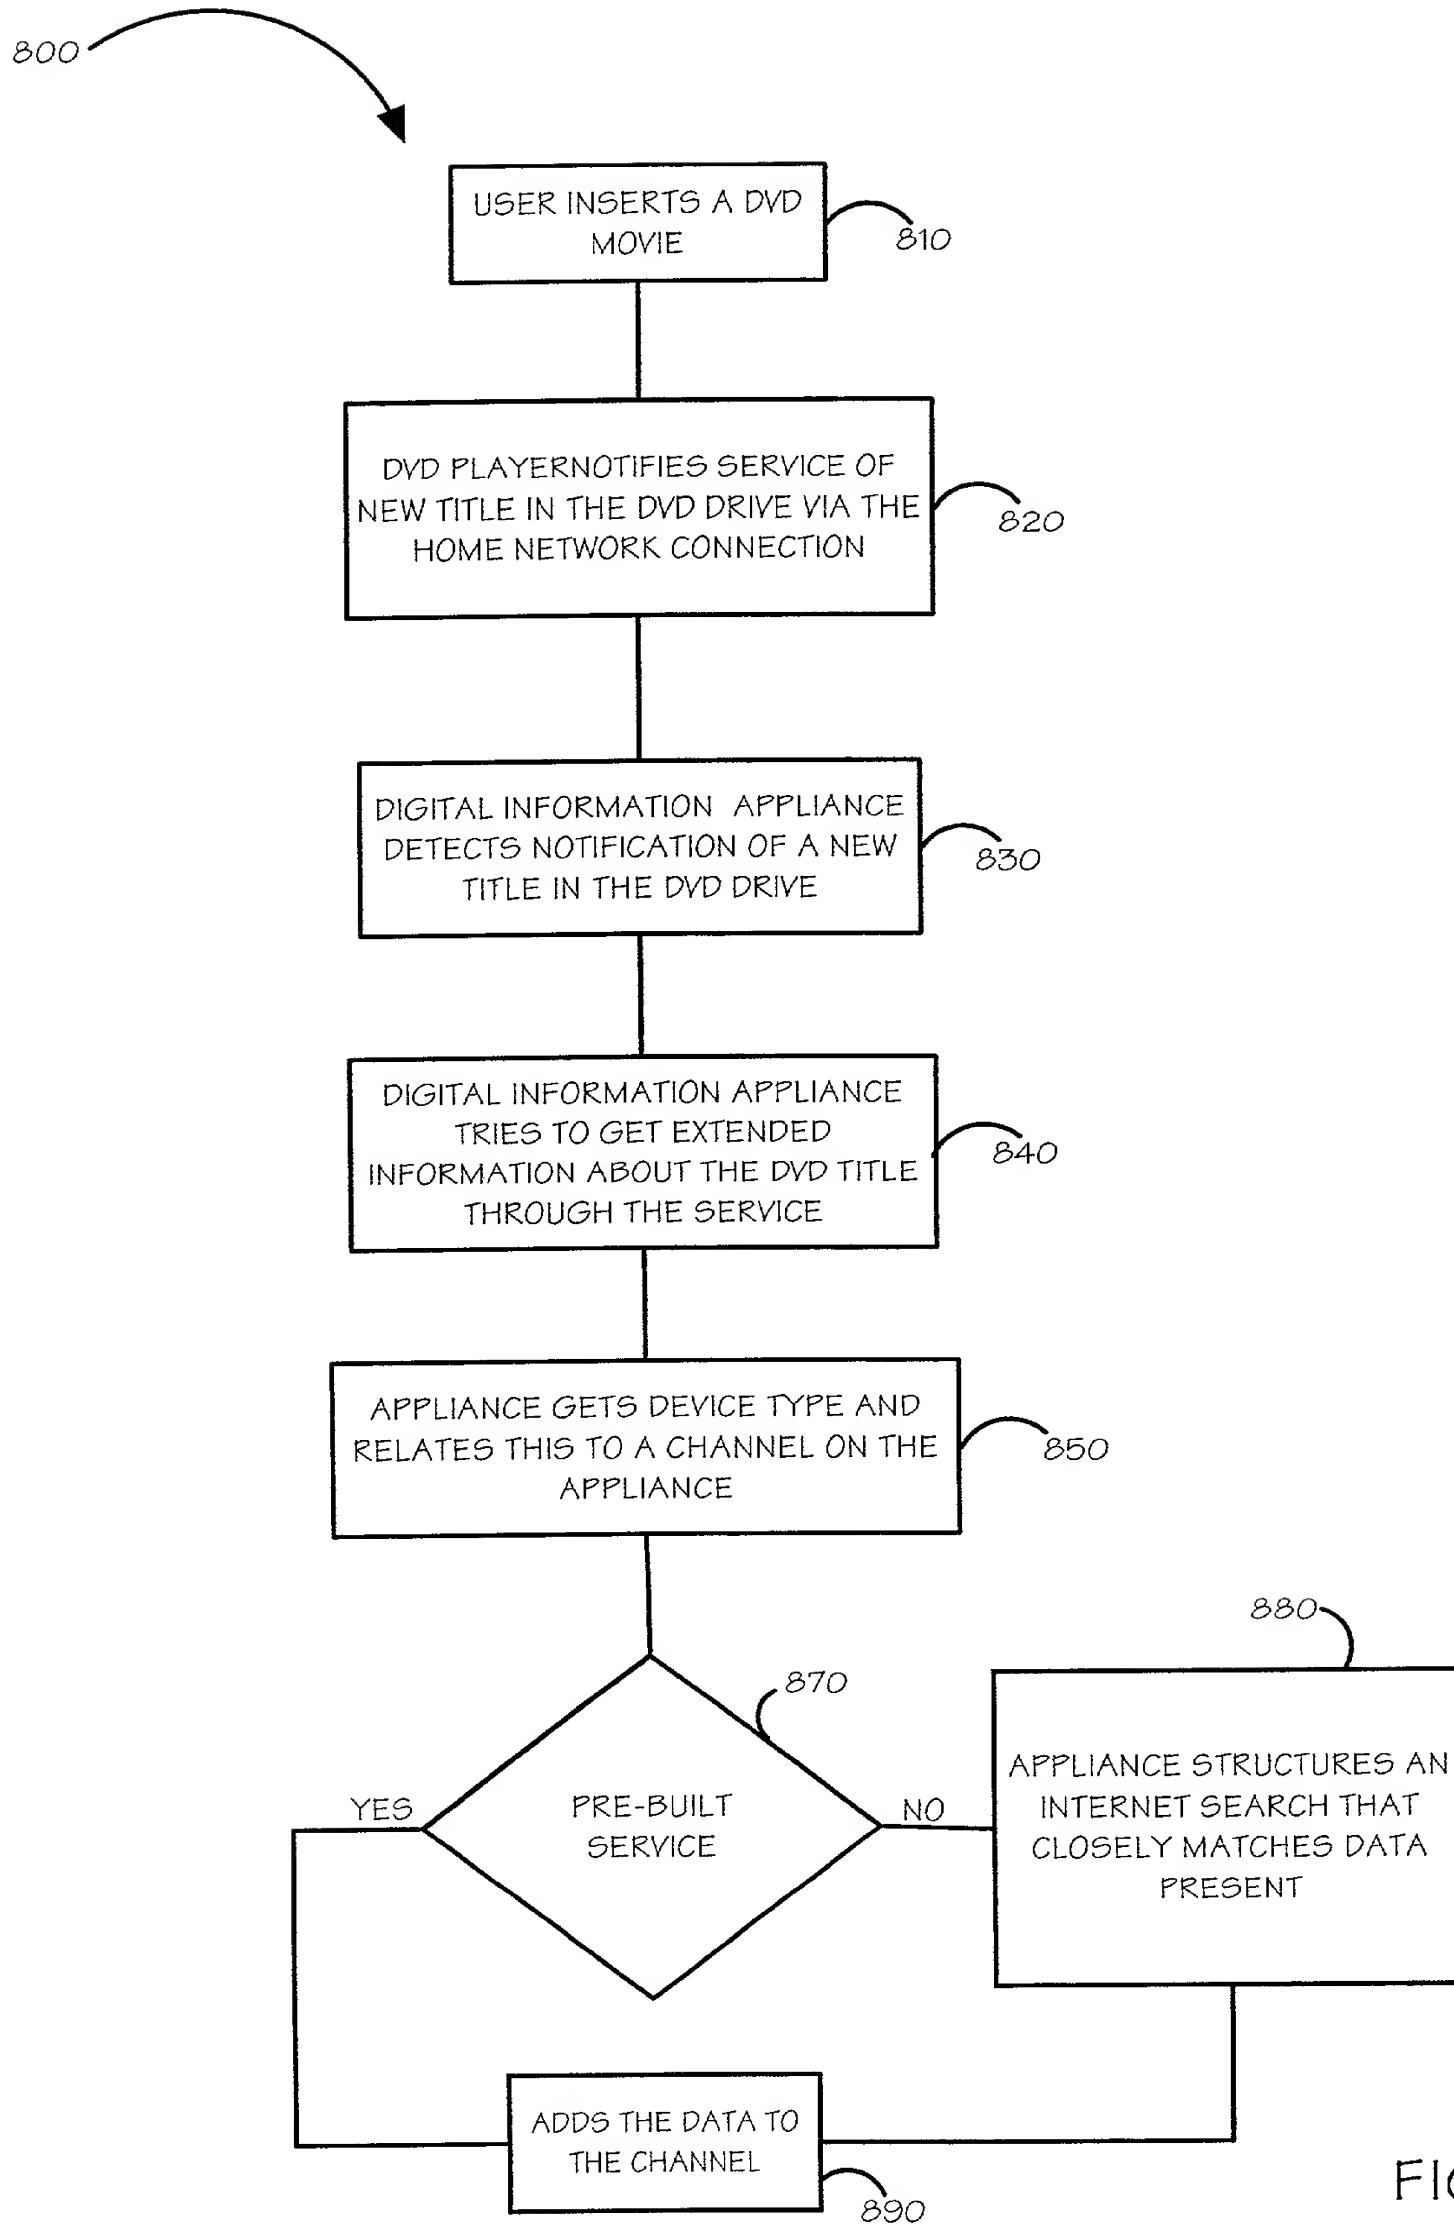 800
USER INSERTS A DVD
MOVIE
810
DVD PLAYERNOTIFIES SERVICE OF
NEW TITLE IN THE DVD DRIVE VIA THE
HOME NETWORK CONNECTION
820
DIGITAL INFORMATION APPLIANCE
DETECTS NOTIFICATION OF A NEW
TITLE IN THE DVD DRIVE
830
DIGITAL INFORMATION APPLIANCE
TRIES TO GET EXTENDED
INFORMATION ABOUT THE DVD TITLE
THROUGH THE SERVICE
840
APPLIANCE GETS DEVICE TYPE AND
RELATES THIS TO A CHANNEL ON THE
APPLIANCE
850
870
PRE-BUILT
SERVICE
YES
NO
880
APPLIANCE STRUCTURES AN
INTERNET SEARCH THAT
CLOSELY MATCHES DATA
PRESENT
ADDS THE DATA TO
THE CHANNEL
890